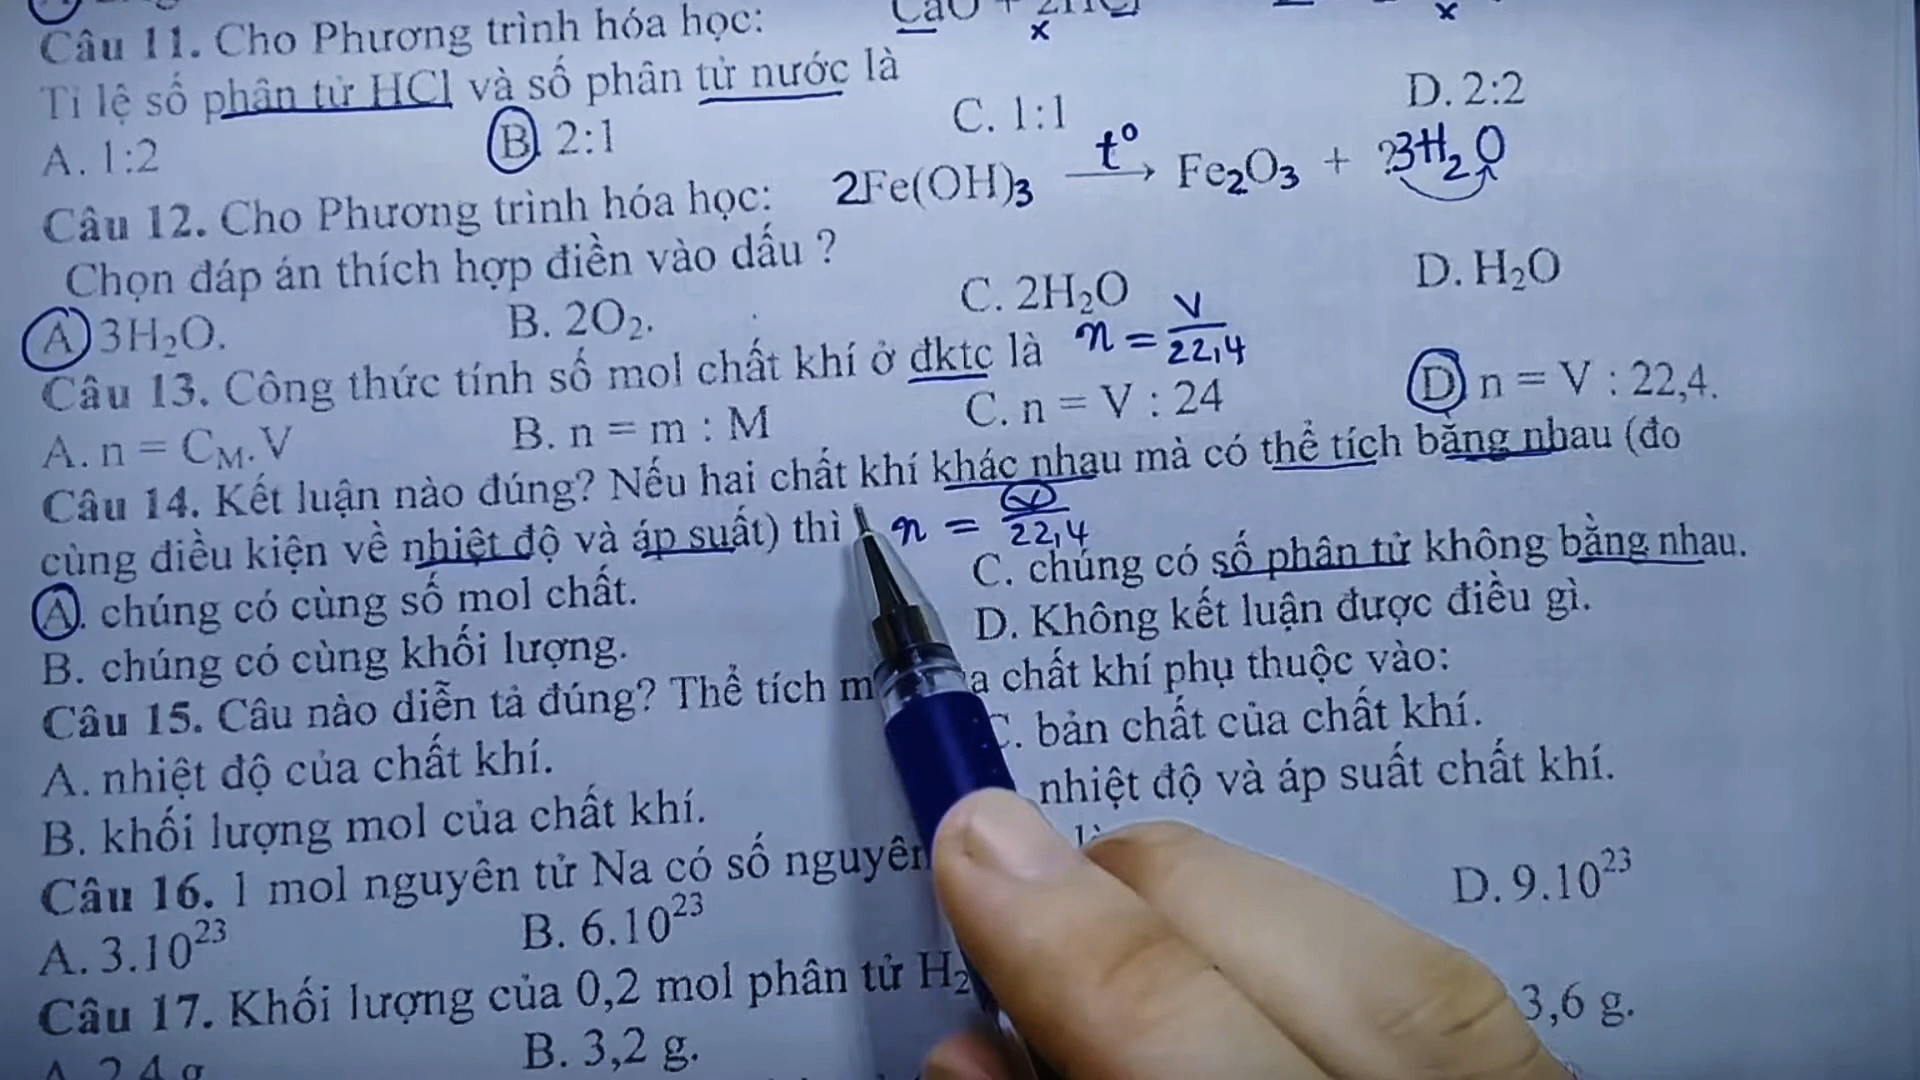 Câu 11. Cho Phương trình hóa học: CaO + 2HCl
Tỉ lệ số phân tử HCl và số phân tử nước là
A. 1:2 B. 2:1 C. 1:1 D. 2:2
Câu 12. Cho Phương trình hóa học: 2Fe(OH)3 t° → Fe2O3 + ?3H2O
Chọn đáp án thích hợp điền vào dấu ?
A 3H2O. B. 2O2. C. 2H2O D. H2O
Câu 13. Công thức tính số mol chất khí ở đktc là n = V/22,4
A. n = CM.V B. n = m : M C. n = V : 24 D n = V : 22,4.
Câu 14. Kết luận nào đúng? Nếu hai chất khí khác nhau mà có thể tích bằng nhau (đo
cùng điều kiện về nhiệt độ và áp suất) thì n = V/22,4
A. chúng có cùng số mol chất. C. chúng có số phân tử không bằng nhau.
B. chúng có cùng khối lượng. D. Không kết luận được điều gì.
Câu 15. Câu nào diễn tả đúng? Thể tích chất khí phụ thuộc vào:
A. nhiệt độ của chất khí. C. bản chất của chất khí.
B. khối lượng mol của chất khí. nhiệt độ và áp suất chất khí.
Câu 16. 1 mol nguyên tử Na có số nguyên là
A. 3.10²³ B. 6.10²³ D. 9.10²³
Câu 17. Khối lượng của 0,2 mol phân tử H2
B. 3,2 g. 3,6 g.